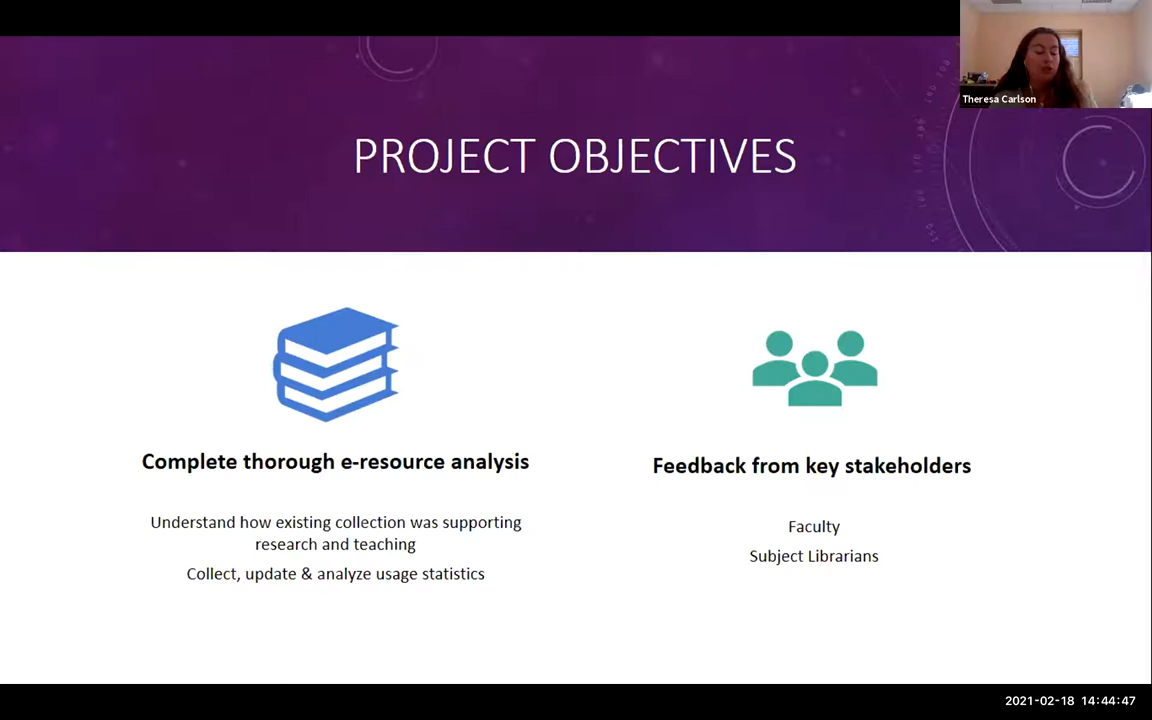 Theresa Carlson
PROJECT OBJECTIVES
Complete thorough e-resource analysis
Understand how existing collection was supporting
research and teaching
Collect, update & analyze usage statistics
Feedback from key stakeholders
Faculty
Subject Librarians
2021-02-18 14:44:47